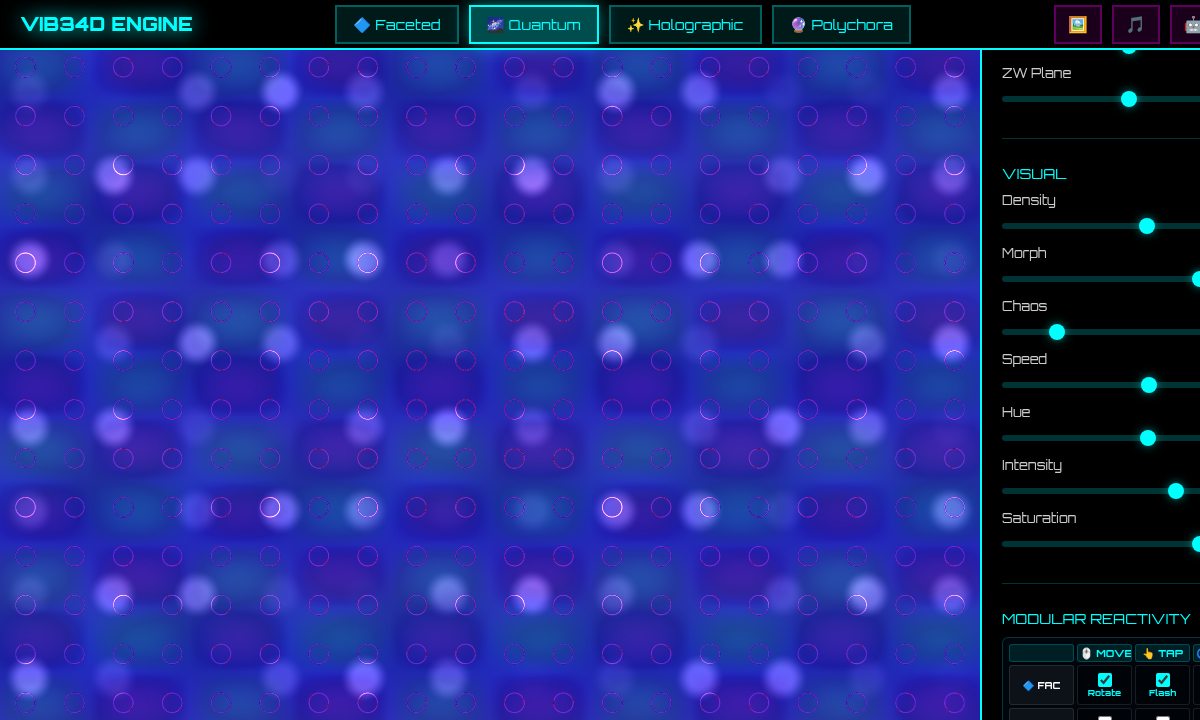 VIB34D ENGINE
Faceted
Quantum
Holographic
Polychora
ZW Plane
VISUAL
Density
Morph
Chaos
Speed
Hue
Intensity
Saturation
MODULAR REACTIVITY
MOVE
TAP
FAC
Rotate
Flash